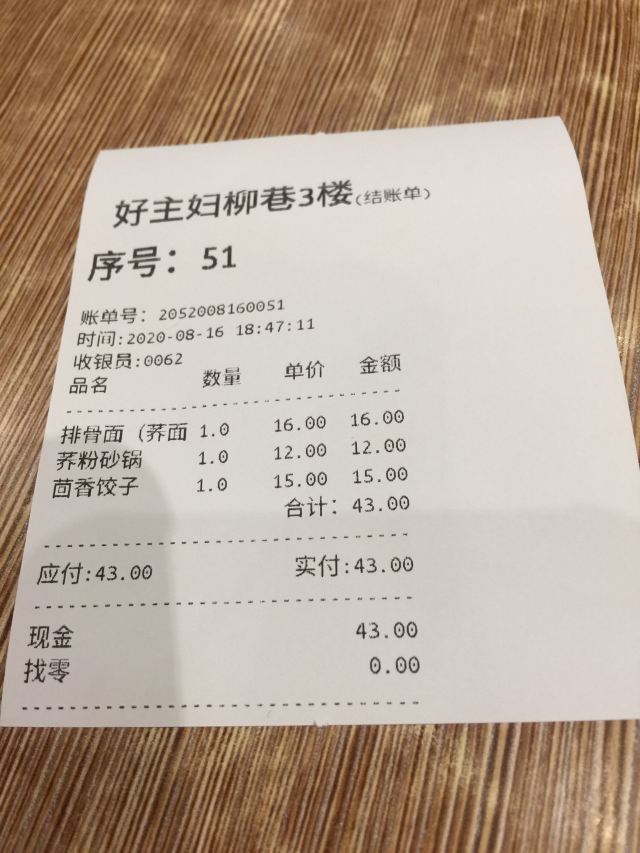 好主妇柳巷3楼(结账单)
序号：51
账单号：2052008160051
时间:2020-08-16 18:47:11
收银员:0062
品名 数量 单价 金额
排骨面（荞面 1.0 16.00 16.00
荞粉砂锅 1.0 12.00 12.00
茴香饺子 1.0 15.00 15.00
合计：43.00
应付:43.00 实付:43.00
现金 43.00
找零 0.00